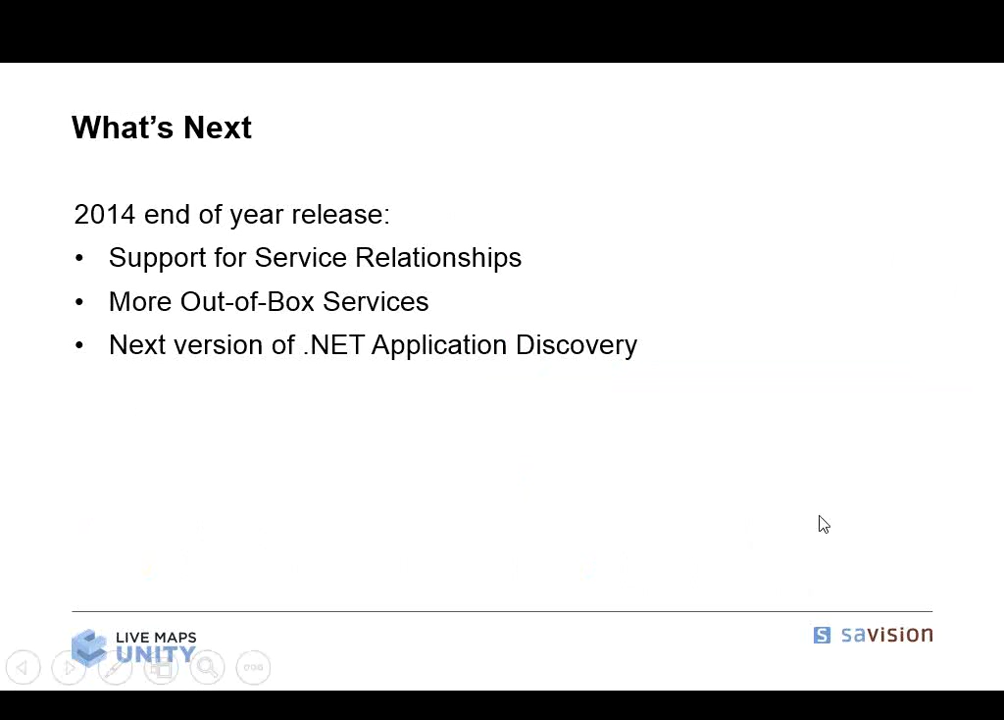 What's Next
2014 end of year release:
• Support for Service Relationships
• More Out-of-Box Services
• Next version of .NET Application Discovery
LIVE MAPS
UNITY
S savision